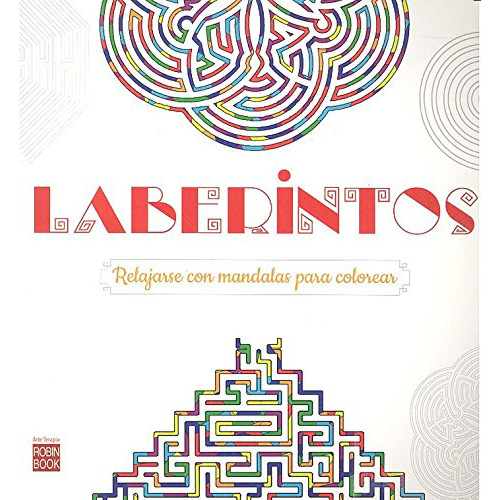 LABERINTOS
Relajarse con mandalas para colorear
Arte Terapia
ROBIN
BOOK